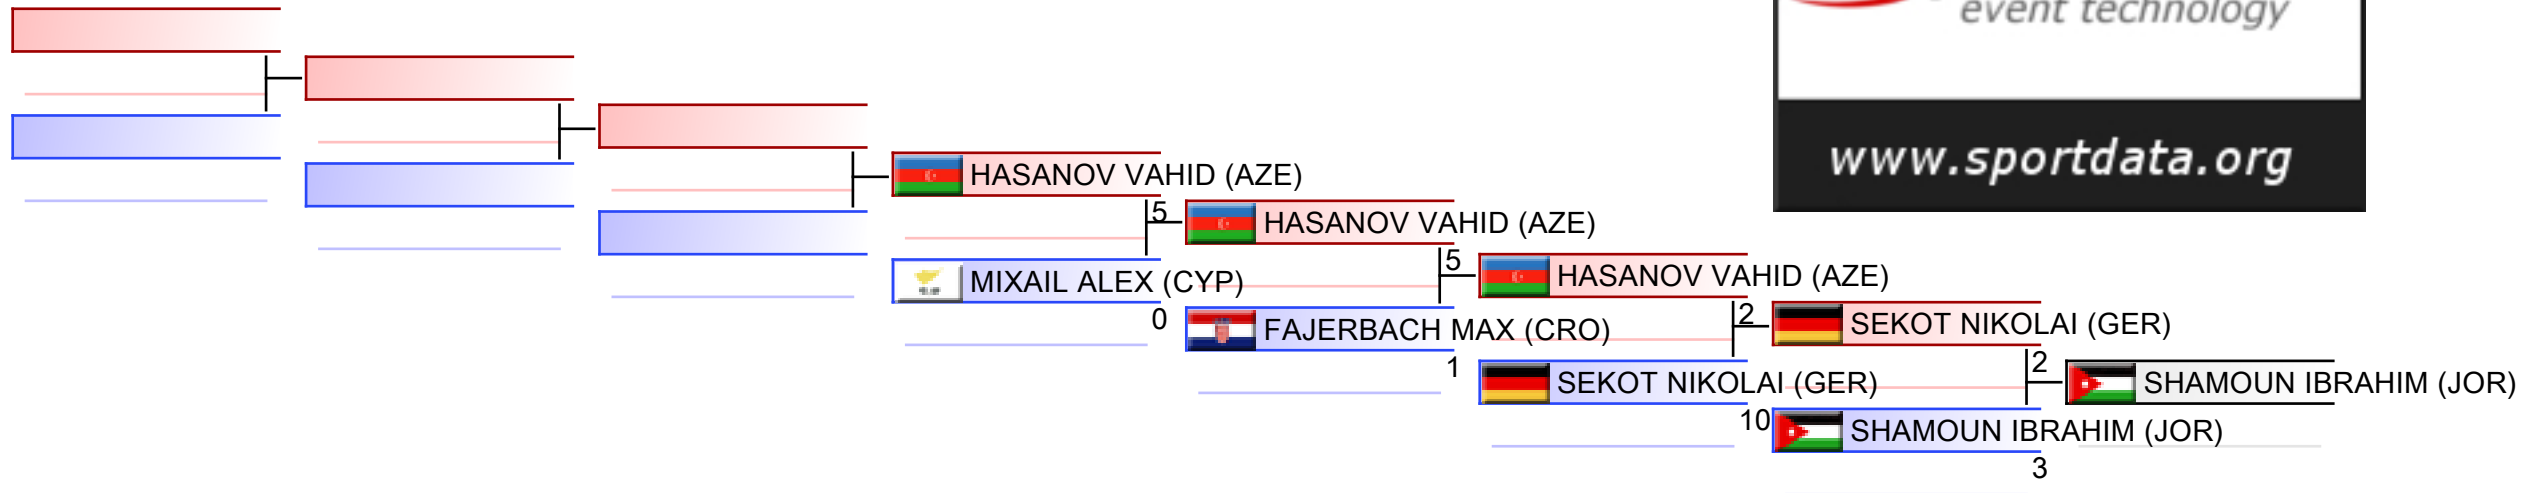 event technology
www.sportdata.org
HASANOV VAHID (AZE)
5
HASANOV VAHID (AZE)
MIXAIL ALEX (CYP)
0
5
HASANOV VAHID (AZE)
FAJERBACH MAX (CRO)
1
2
SEKOT NIKOLAI (GER)
SEKOT NIKOLAI (GER)
10
2
SHAMOUN IBRAHIM (JOR)
SHAMOUN IBRAHIM (JOR)
3